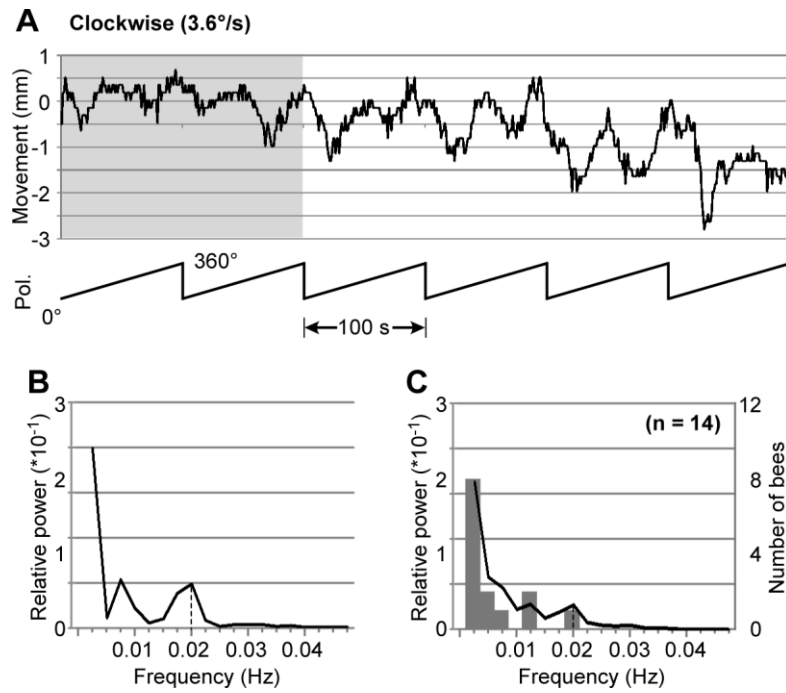 A Clockwise (3.6°/s)
1
0
-1
-2
-3
Movement (mm)
Pol.
360°
0°
100 s
B
3
2
1
0
Relative power (*10-1)
0.01 0.02 0.03 0.04
Frequency (Hz)
C
(n = 14)
3
2
1
0
Relative power (*10-1)
12
8
4
0
Number of bees
0.01 0.02 0.03 0.04
Frequency (Hz)